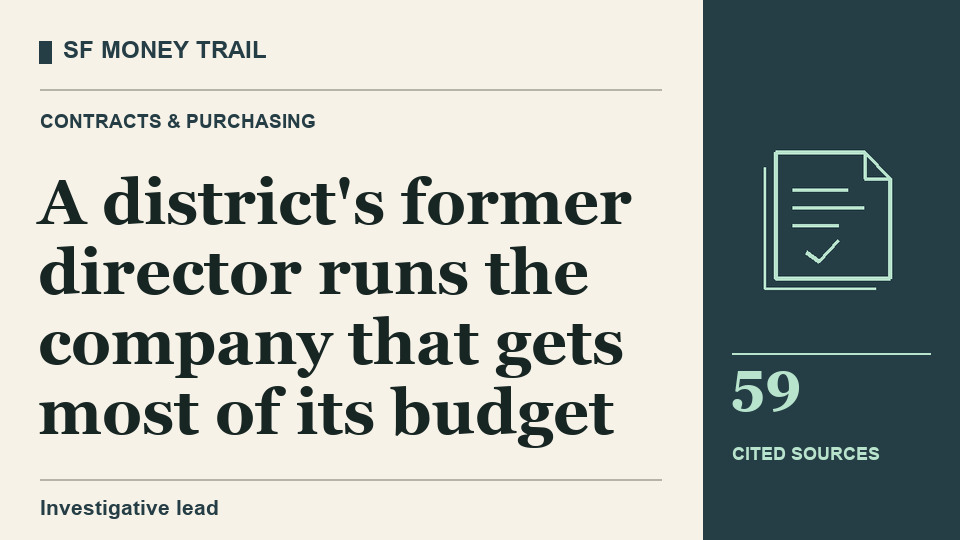 SF MONEY TRAIL
CONTRACTS & PURCHASING
A district's former
director runs the
company that gets
most of its budget
Investigative lead
59
CITED SOURCES